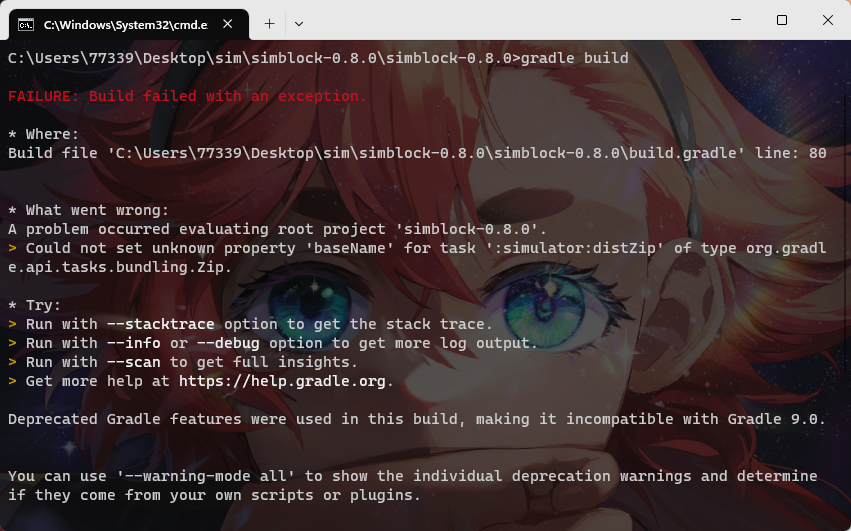 C:\Windows\System32\cmd.e
C:\Users\77339\Desktop\sim\simblock-0.8.0\simblock-0.8.0>gradle build
FAILURE: Build failed with an exception.
* Where:
Build file 'C:\Users\77339\Desktop\sim\simblock-0.8.0\simblock-0.8.0\build.gradle' line: 80
* What went wrong:
A problem occurred evaluating root project 'simblock-0.8.0'.
> Could not set unknown property 'baseName' for task ':simulator:distZip' of type org.gradl
e.api.tasks.bundling.Zip.
* Try:
> Run with --stacktrace option to get the stack trace.
> Run with --info or --debug option to get more log output.
> Run with --scan to get full insights.
> Get more help at https://help.gradle.org.
Deprecated Gradle features were used in this build, making it incompatible with Gradle 9.0.
You can use '--warning-mode all' to show the individual deprecation warnings and determine
if they come from your own scripts or plugins.